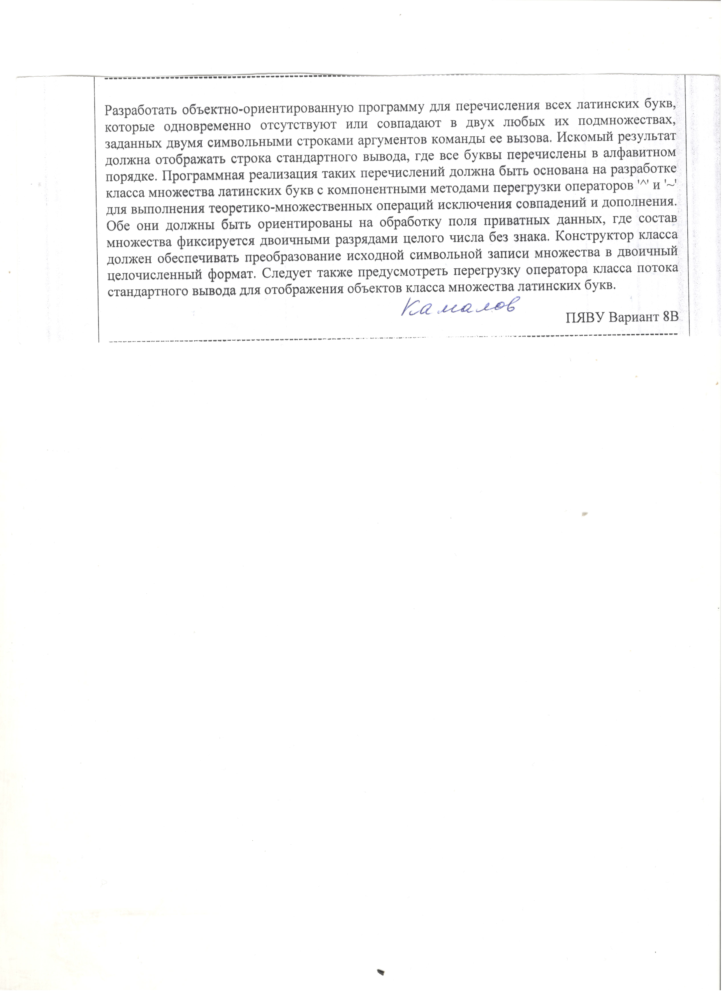 Разработать объектно-ориентированную программу для перечисления всех латинских букв,
которые одновременно отсутствуют или совпадают в двух любых их подмножествах,
заданных двумя символьными строками аргументов команды ее вызова. Искомый результат
должна отображать строка стандартного вывода, где все буквы перечислены в алфавитном
порядке. Программная реализация таких перечислений должна быть основана на разработке
класса множества латинских букв с компонентными методами перегрузки операторов '^' и '~'
для выполнения теоретико-множественных операций исключения совпадений и дополнения.
Обе они должны быть ориентированы на обработку поля приватных данных, где состав
множества фиксируется двоичными разрядами целого числа без знака. Конструктор класса
должен обеспечивать преобразование исходной символьной записи множества в двоичный
целочисленный формат. Следует также предусмотреть перегрузку оператора класса потока
стандартного вывода для отображения объектов класса множества латинских букв.
Камалов
ПЯВУ Вариант 8В